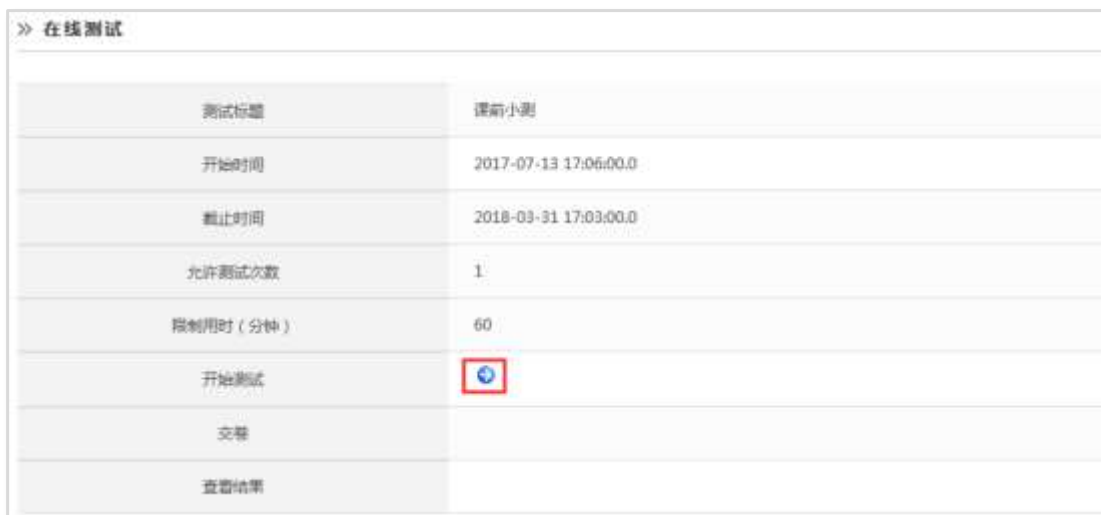 » 在线测试
测试标题 课前小测
开始时间 2017-07-13 17:06:00.0
截止时间 2018-03-31 17:03:00.0
允许测试次数 1
限制用时（分钟） 60
开始测试
交卷
查看结果